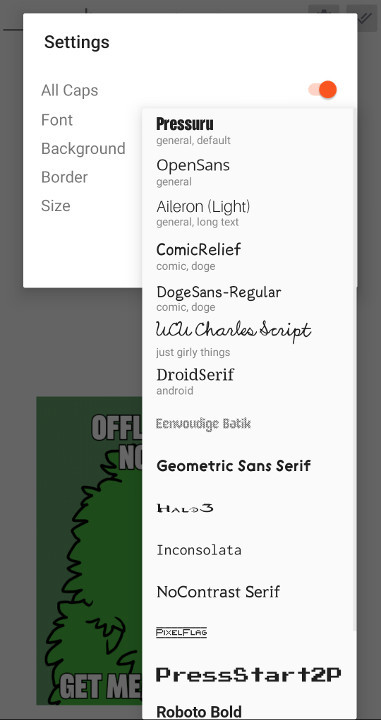 Settings
All Caps
Font
Background
Border
Size
Pressuru
general, default
OpenSans
general
Aileron (Light)
general, long text
ComicRelief
comic, doge
DogeSans-Regular
comic, doge
UCU Charles Script
just girly things
DroidSerif
android
Eenvoudige Batik
Geometric Sans Serif
Halo3
Inconsolata
NoContrast Serif
PixelFlag
PressStart2P
Roboto Bold
OFFL
NO
GET ME